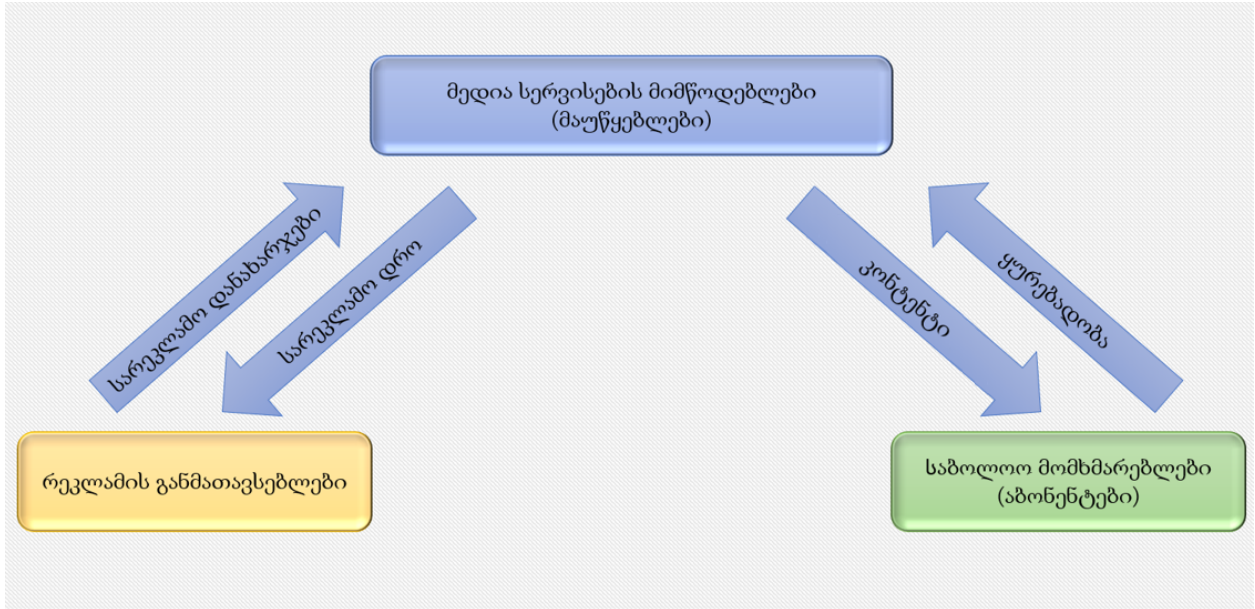 მედია სერვისების მიმწოდებლები
(მაუწყებლები)
სარეკლამო დანახარჯები
სარეკლამო დრო
კონტენტი
ყურებადობა
რეკლამის განმათავსებლები
საბოლოო მომხმარებლები
(აბონენტები)